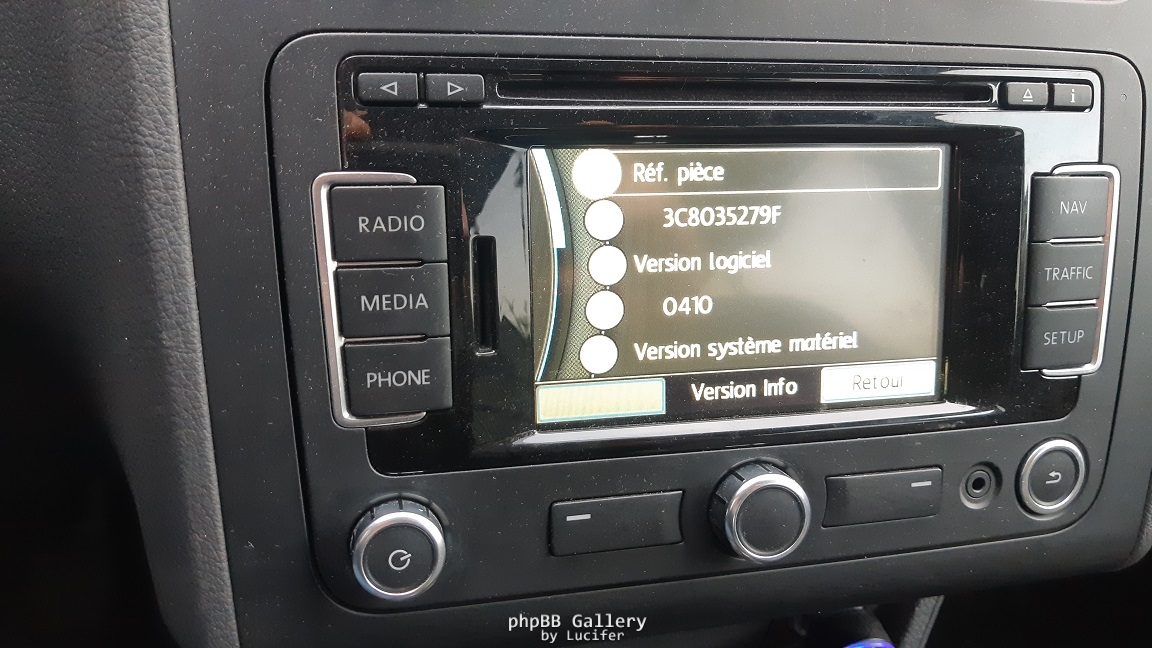 RADIO
MEDIA
PHONE
Réf. pièce
3C8035279F
Version logiciel
0410
Version système matériel
Version Info
Retour
NAV
TRAFFIC
SETUP
phpBB Gallery
by Lucifer